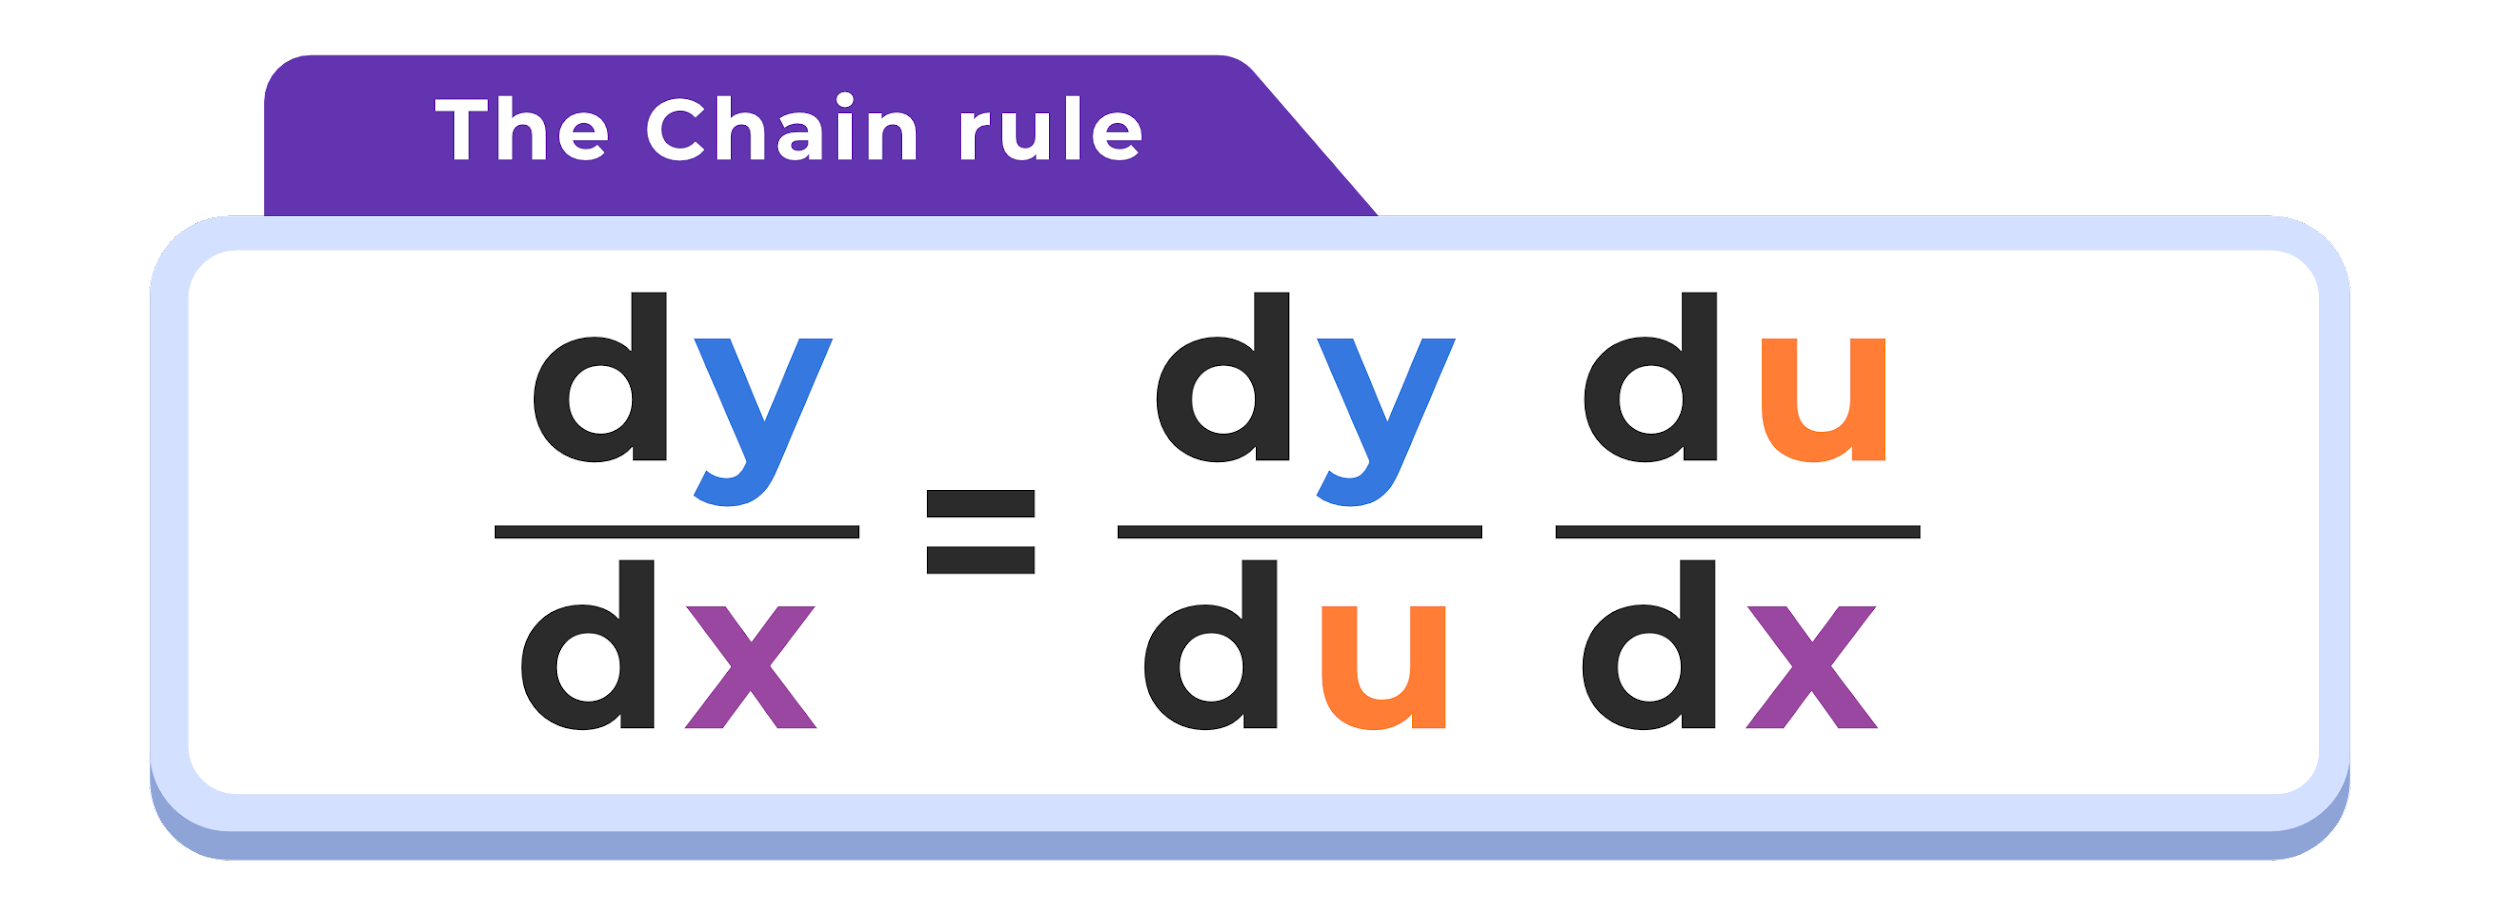 The Chain rule
dy/dx = dy/du du/dx